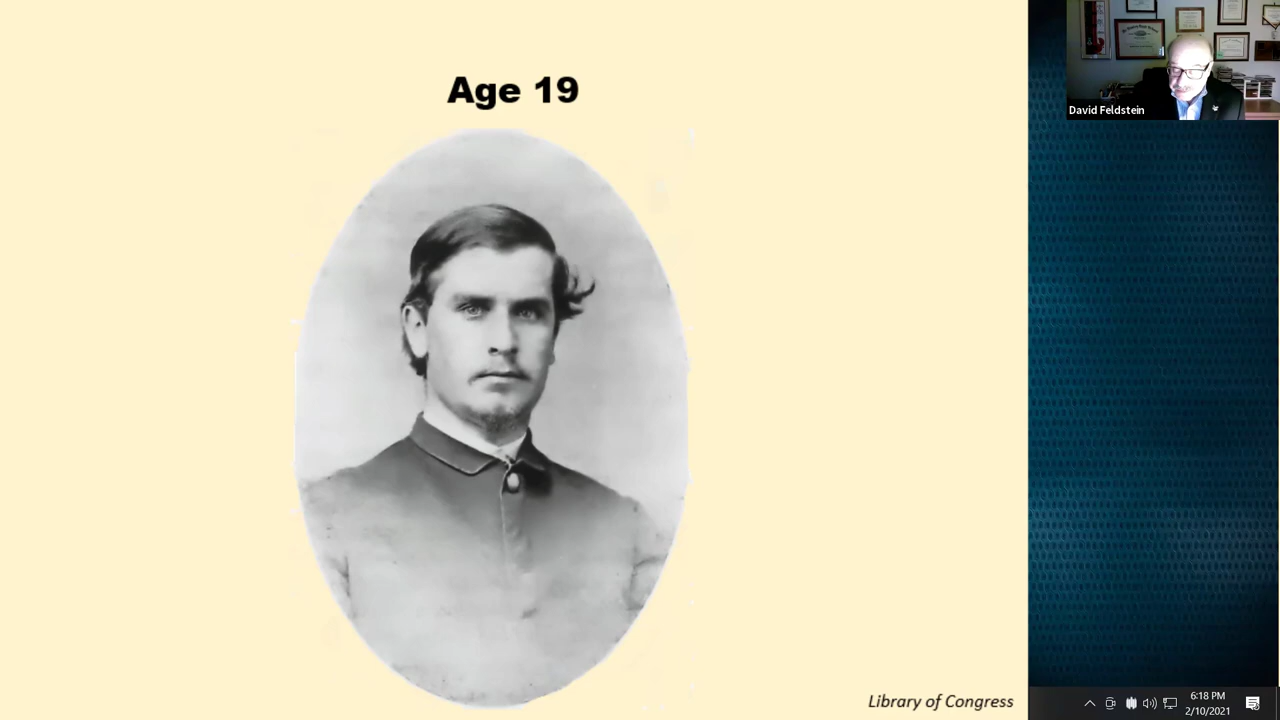 Age 19
Library of Congress
David Feldstein
6:18 PM
2/10/2021